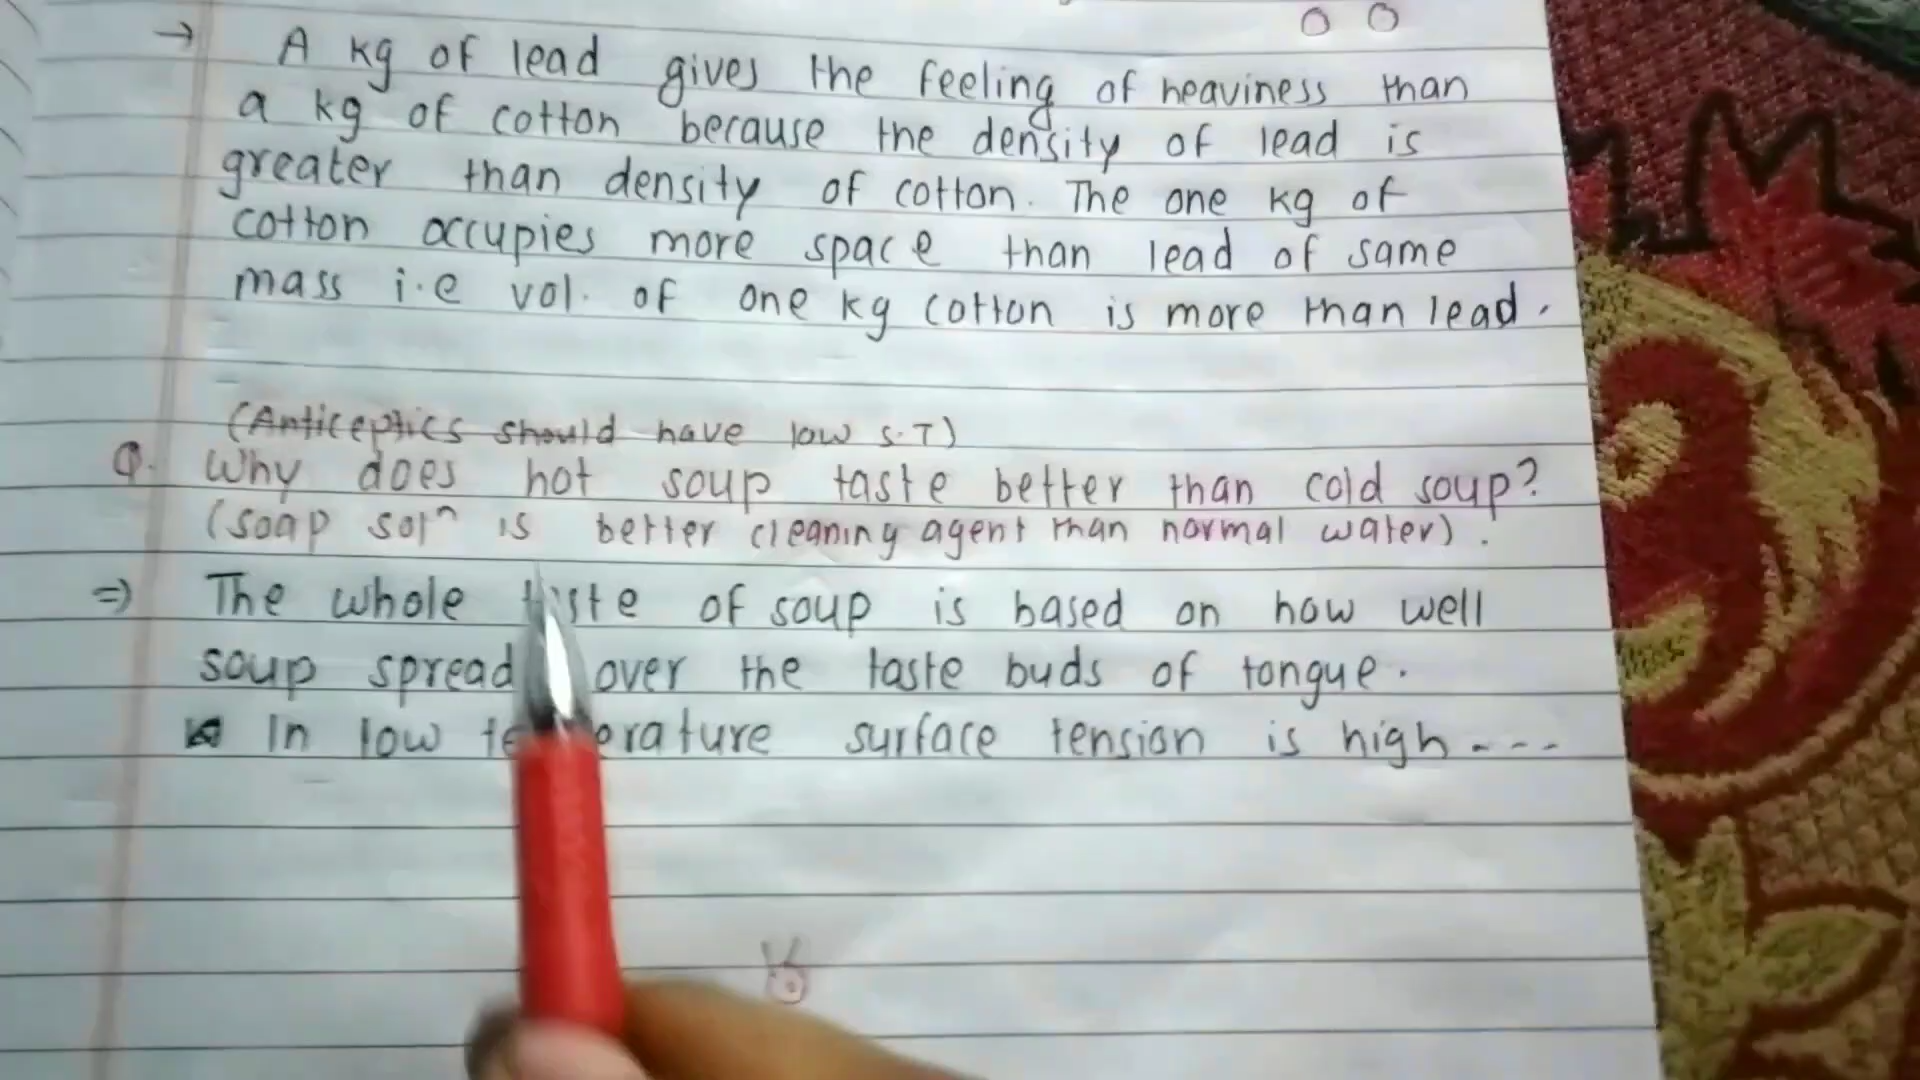 → A kg of lead gives the feeling of heaviness than
a kg of cotton because the density of lead is
greater than density of cotton. The one kg of
cotton occupies more space than lead of same
mass i.e vol. of one kg cotton is more than lead.
(Anticeptics should have low S.T)
Q. Why does hot soup taste better than cold soup?
(soap solⁿ is better cleaning agent than normal water).
⇒ The whole taste of soup is based on how well
soup spread over the taste buds of tongue.
In low temperature surface tension is high ---